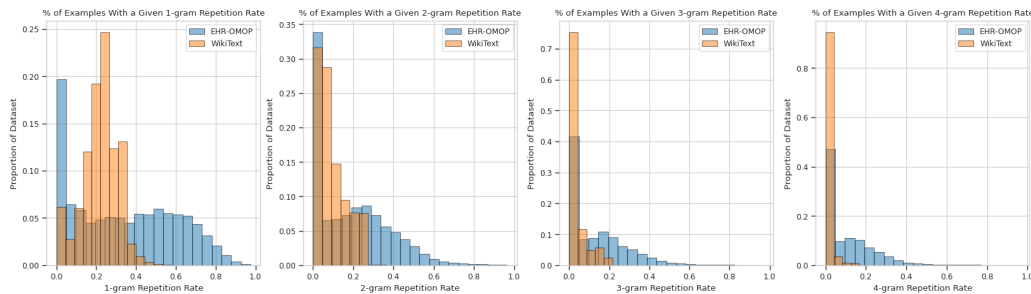 % of Examples With a Given 1-gram Repetition Rate
EHR-OMOP
WikiText
Proportion of Dataset
0.25
0.20
0.15
0.10
0.05
0.00
0.0 0.2 0.4 0.6 0.8 1.0
1-gram Repetition Rate
% of Examples With a Given 2-gram Repetition Rate
EHR-OMOP
WikiText
Proportion of Dataset
0.35
0.30
0.25
0.20
0.15
0.10
0.05
0.00
0.0 0.2 0.4 0.6 0.8 1.0
2-gram Repetition Rate
% of Examples With a Given 3-gram Repetition Rate
EHR-OMOP
WikiText
Proportion of Dataset
0.7
0.6
0.5
0.4
0.3
0.2
0.1
0.0
0.0 0.2 0.4 0.6 0.8 1.0
3-gram Repetition Rate
% of Examples With a Given 4-gram Repetition Rate
EHR-OMOP
WikiText
Proportion of Dataset
0.8
0.6
0.4
0.2
0.0
0.0 0.2 0.4 0.6 0.8 1.0
4-gram Repetition Rate